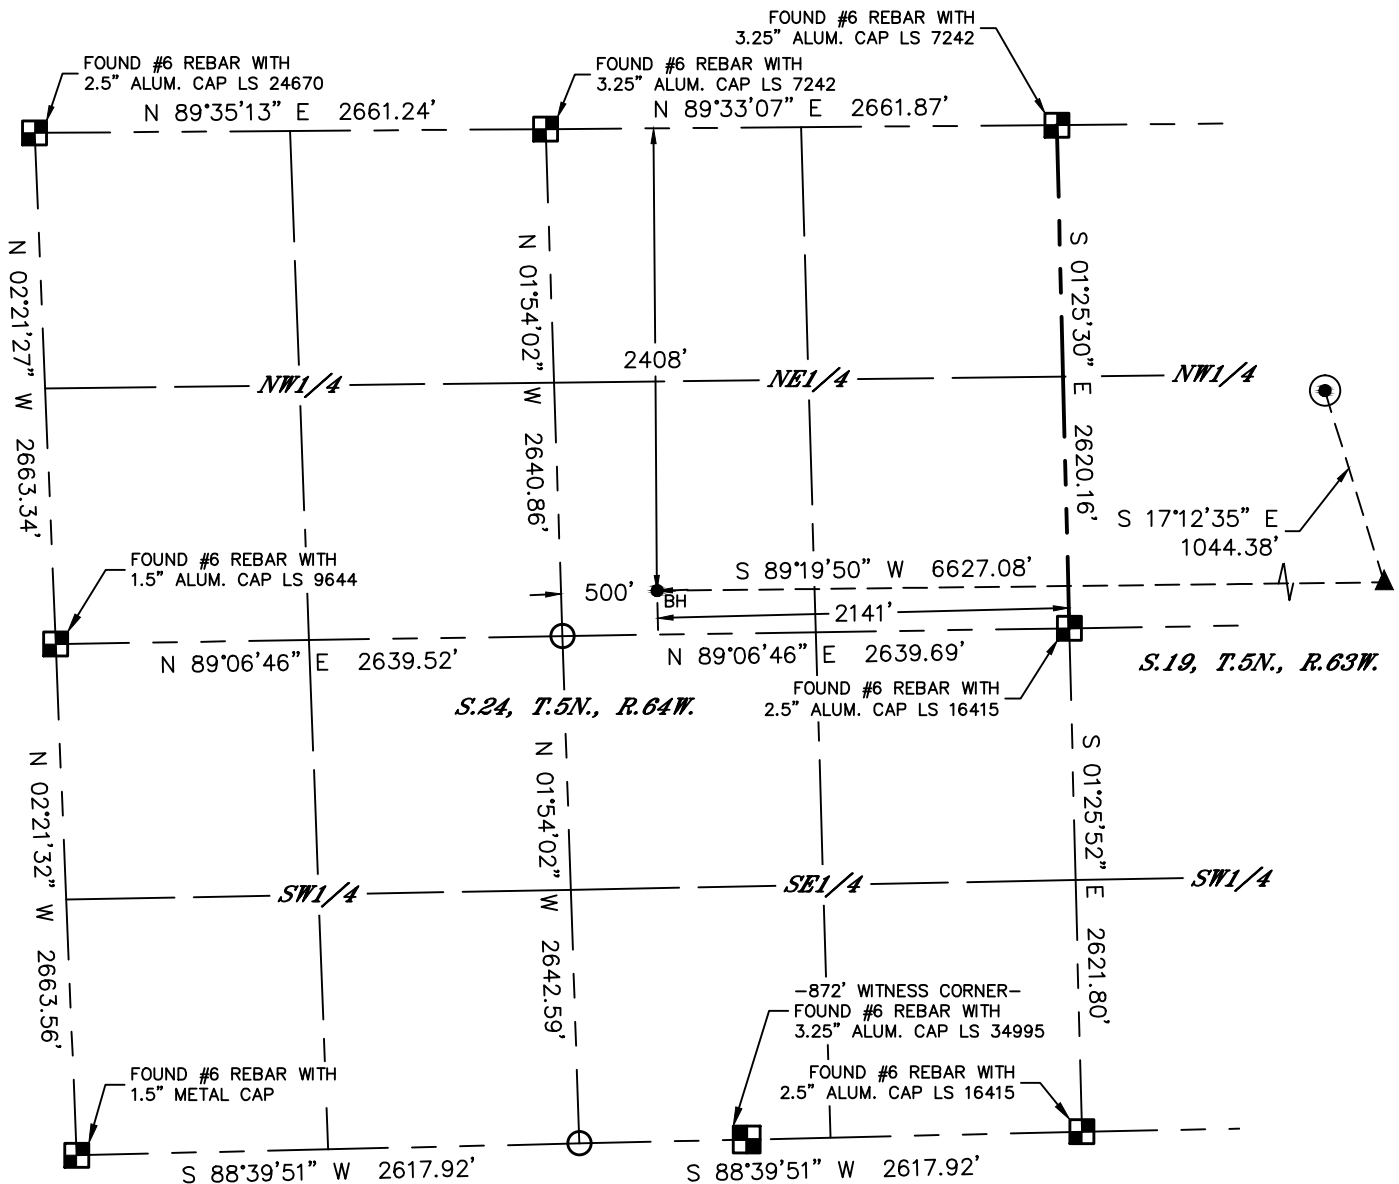 FOUND #6 REBAR WITH
3.25" ALUM. CAP LS 7242
FOUND #6 REBAR WITH
2.5" ALUM. CAP LS 24670
FOUND #6 REBAR WITH
3.25" ALUM. CAP LS 7242
N 89°35'13" E 2661.24'
N 89°33'07" E 2661.87'
N 02°21'27" W 2663.34'
N 01°54'02" W 2640.86'
S 01°25'30" E 2620.16'
2408'
NW1/4
NE1/4
NW1/4
S 17°12'35" E
1044.38'
FOUND #6 REBAR WITH
1.5" ALUM. CAP LS 9644
500'
BH
S 89°19'50" W 6627.08'
2141'
N 89°06'46" E 2639.52'
N 89°06'46" E 2639.69'
S.19, T.5N., R.63W.
FOUND #6 REBAR WITH
2.5" ALUM. CAP LS 16415
S.24, T.5N., R.64W.
N 02°21'32" W 2663.56'
N 01°54'02" W 2642.59'
S 01°25'52" E 2621.80'
SW1/4
SE1/4
SW1/4
-872' WITNESS CORNER-
FOUND #6 REBAR WITH
3.25" ALUM. CAP LS 34995
FOUND #6 REBAR WITH
1.5" METAL CAP
FOUND #6 REBAR WITH
2.5" ALUM. CAP LS 16415
S 88°39'51" W 2617.92'
S 88°39'51" W 2617.92'